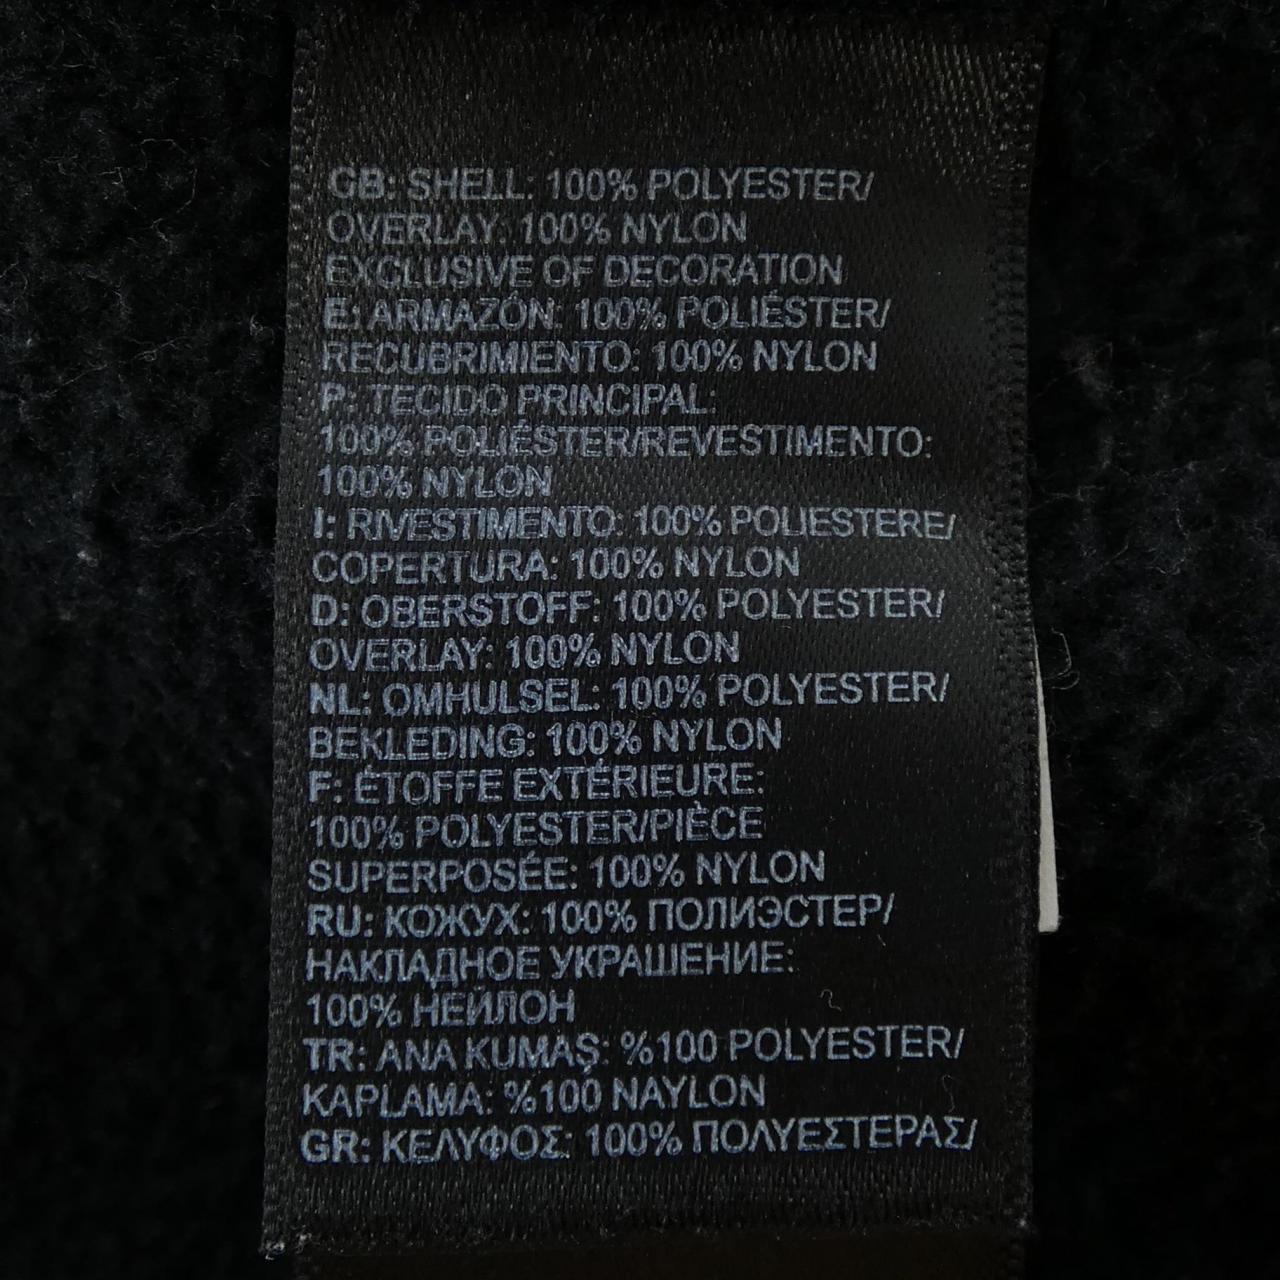 GB: SHELL: 100% POLYESTER/
OVERLAY: 100% NYLON
EXCLUSIVE OF DECORATION
E: ARMAZÓN: 100% POLIÉSTER/
RECUBRIMIENTO: 100% NYLON
P: TECIDO PRINCIPAL:
100% POLIÉSTER/REVESTIMENTO:
100% NYLON
I: RIVESTIMENTO: 100% POLIESTERE/
COPERTURA: 100% NYLON
D: OBERSTOFF: 100% POLYESTER/
OVERLAY: 100% NYLON
NL: OMHULSEL: 100% POLYESTER/
BEKLEDING: 100% NYLON
F: ÉTOFFE EXTÉRIEURE:
100% POLYESTER/PIÈCE
SUPERPOSÉE: 100% NYLON
RU: КОЖУХ: 100% ПОЛИЭСТЕР/
НАКЛАДНОЕ УКРАШЕНИЕ:
100% НЕЙЛОН
TR: ANA KUMAŞ: %100 POLYESTER/
KAPLAMA: %100 NAYLON
GR: ΚΕΛΥΦΟΣ: 100% ΠΟΛΥΕΣΤΕΡΑΣ/